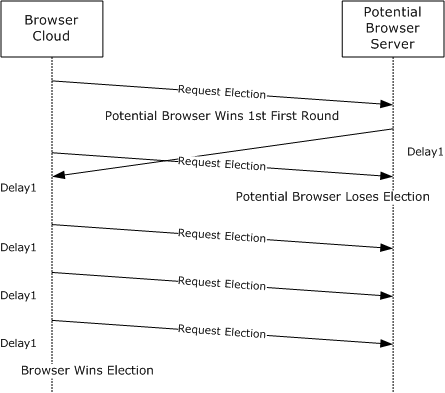 Browser
Cloud
Potential
Browser
Server
Request Election
Potential Browser Wins 1st First Round
Delay1
Request Election
Delay1
Potential Browser Loses Election
Request Election
Delay1
Request Election
Delay1
Request Election
Delay1
Browser Wins Election